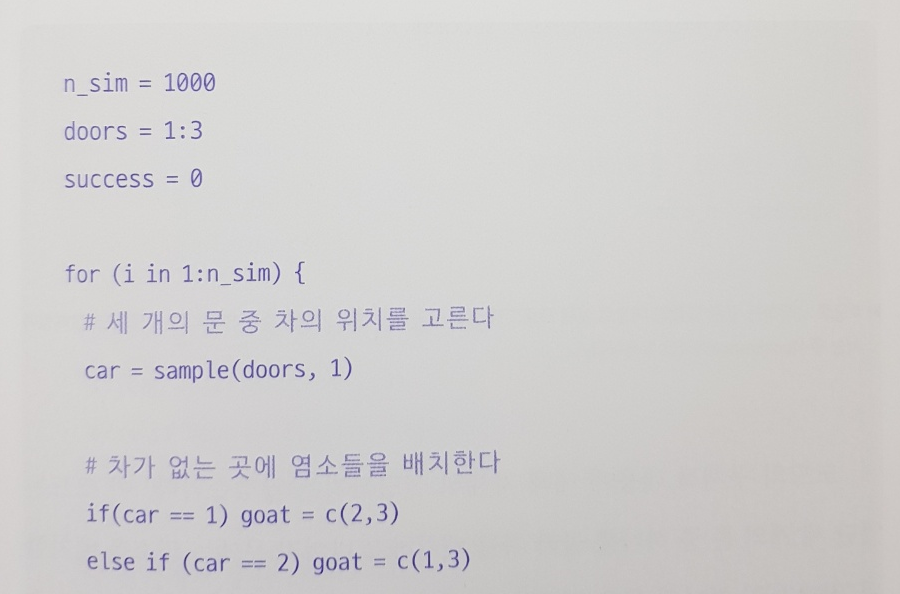 n_sim = 1000
doors = 1:3
success = 0
for (i in 1:n_sim) {
# 세 개의 문 중 차의 위치를 고른다
car = sample(doors, 1)
# 차가 없는 곳에 염소들을 배치한다
if(car == 1) goat = c(2,3)
else if (car == 2) goat = c(1,3)